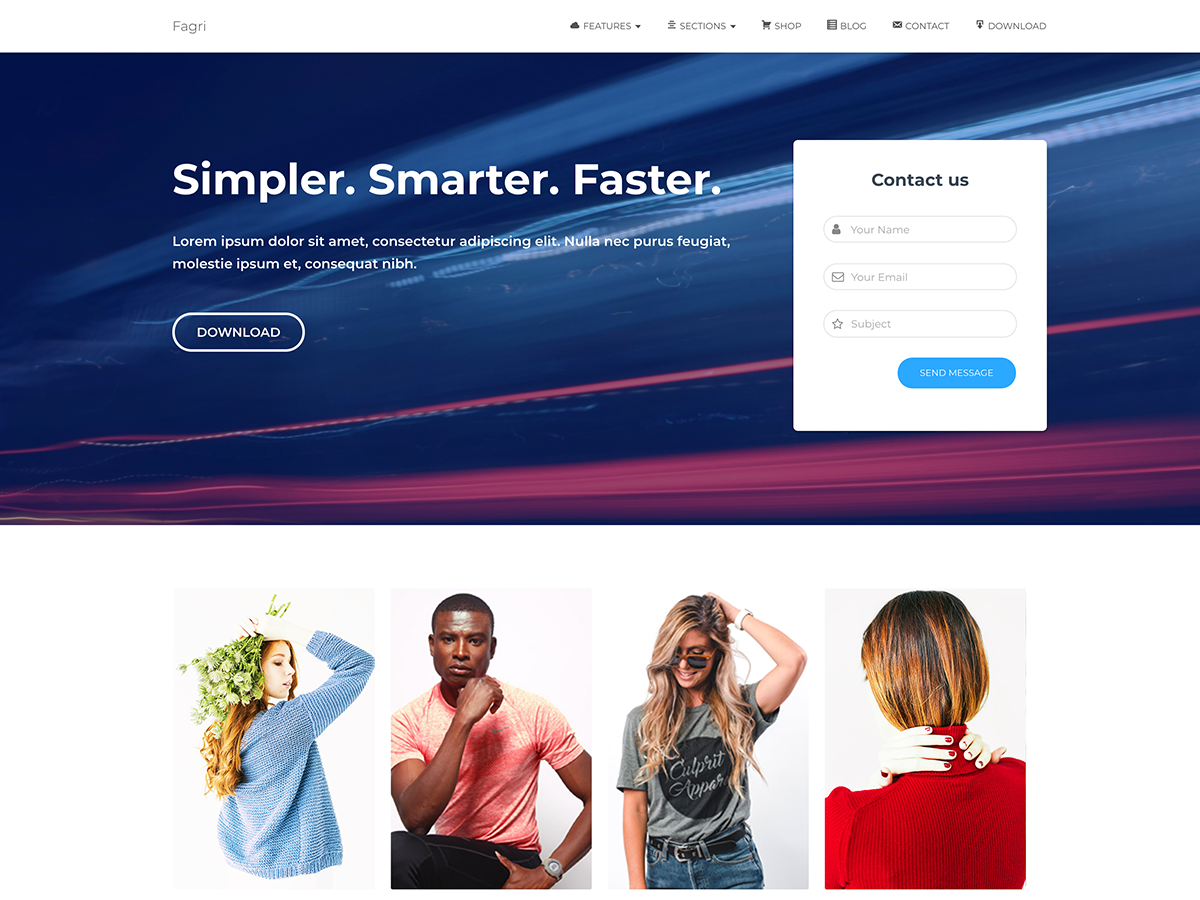 Fagri
FEATURES
SECTIONS
SHOP
BLOG
CONTACT
DOWNLOAD
Simpler. Smarter. Faster.
Lorem ipsum dolor sit amet, consectetur adipiscing elit. Nulla nec purus feugiat,
molestie ipsum et, consequat nibh.
DOWNLOAD
Contact us
Your Name
Your Email
Subject
SEND MESSAGE
Culprit
Apparel